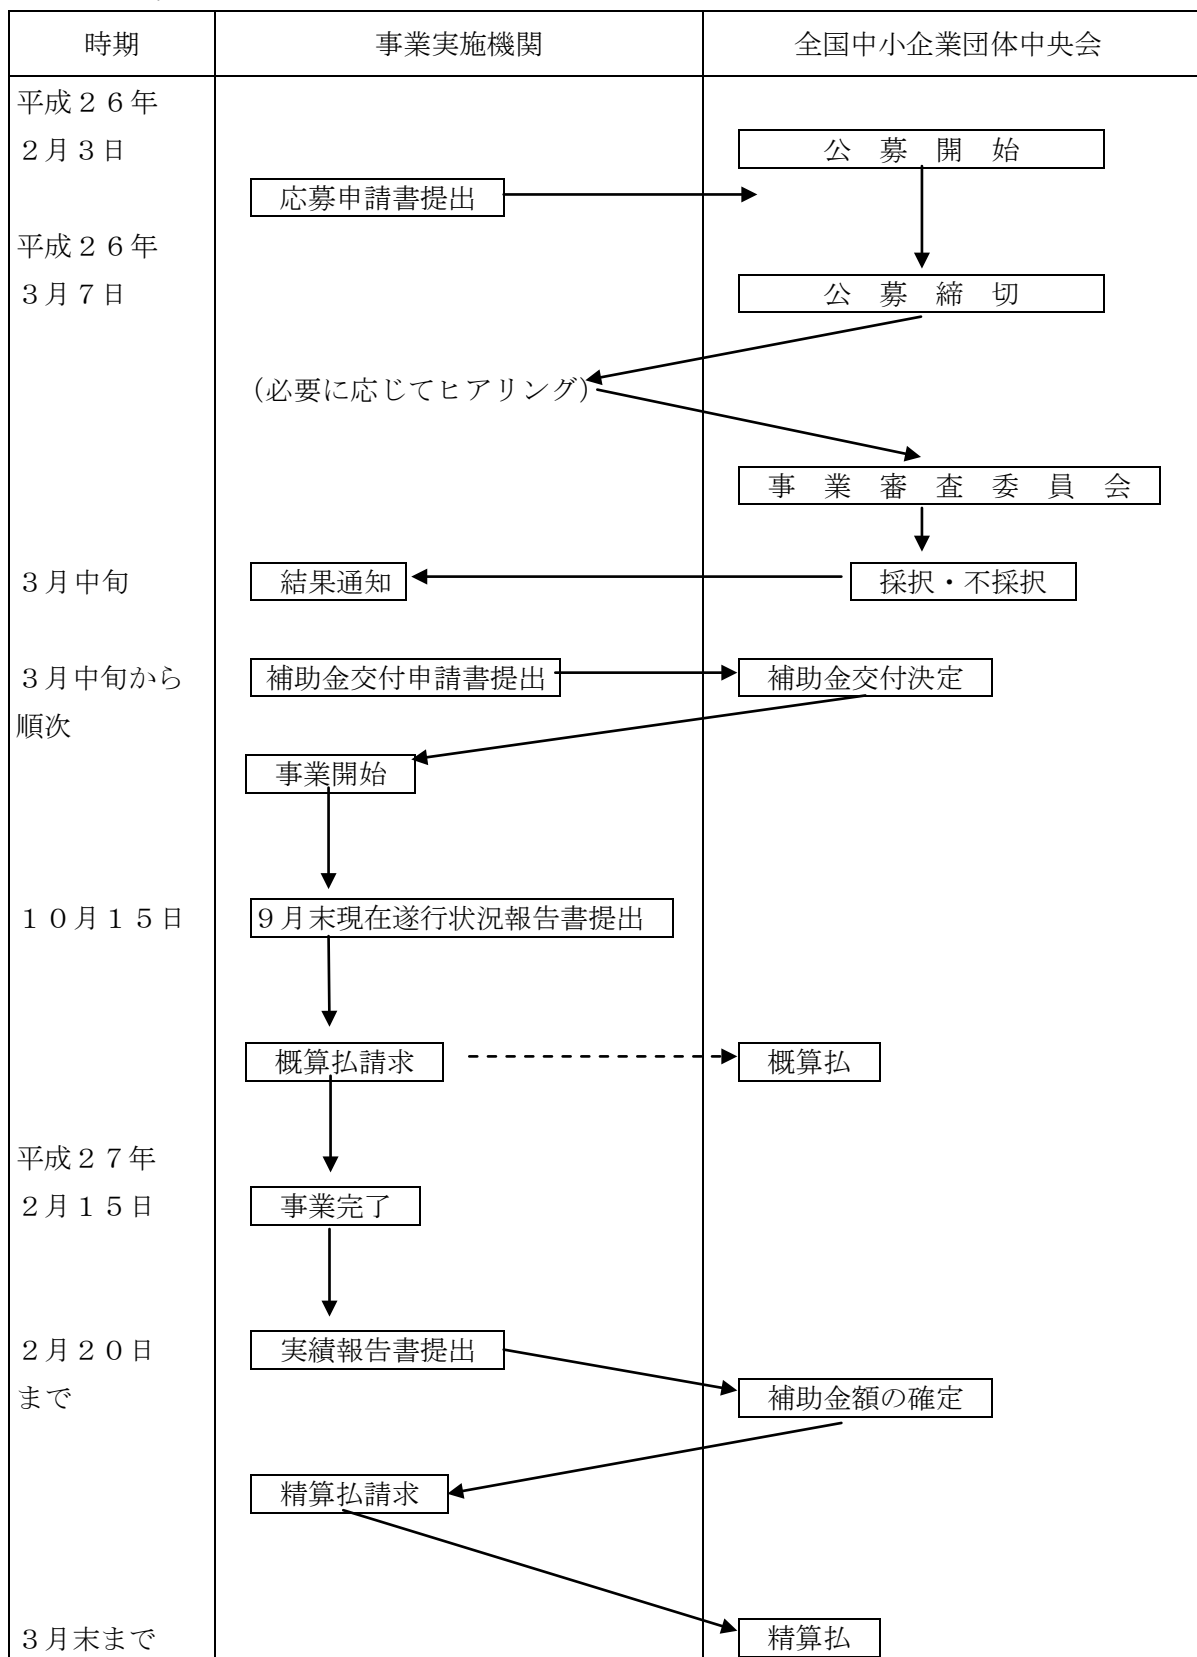 時期 事業実施機関 全国中小企業団体中央会
平成２６年
２月３日 公　募　開　始
応募申請書提出
平成２６年
３月７日 公　募　締　切
（必要に応じてヒアリング）
事　業　審　査　委　員　会
３月中旬 結果通知 採択・不採択
３月中旬から 補助金交付申請書提出 補助金交付決定
順次
事業開始
１０月１５日 ９月末現在遂行状況報告書提出
概算払請求 概算払
平成２７年
２月１５日 事業完了
２月２０日 実績報告書提出
まで 補助金額の確定
精算払請求
３月末まで 精算払